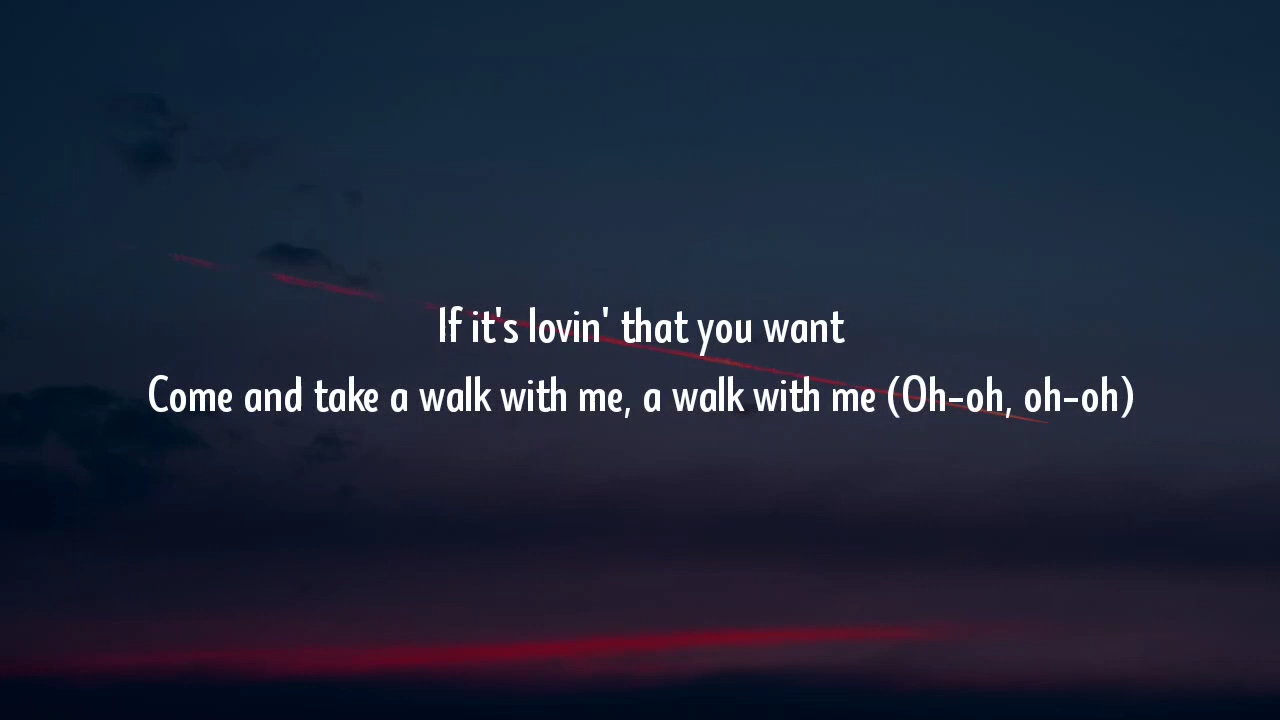 If it's lovin' that you want
Come and take a walk with me, a walk with me (Oh-oh, oh-oh)